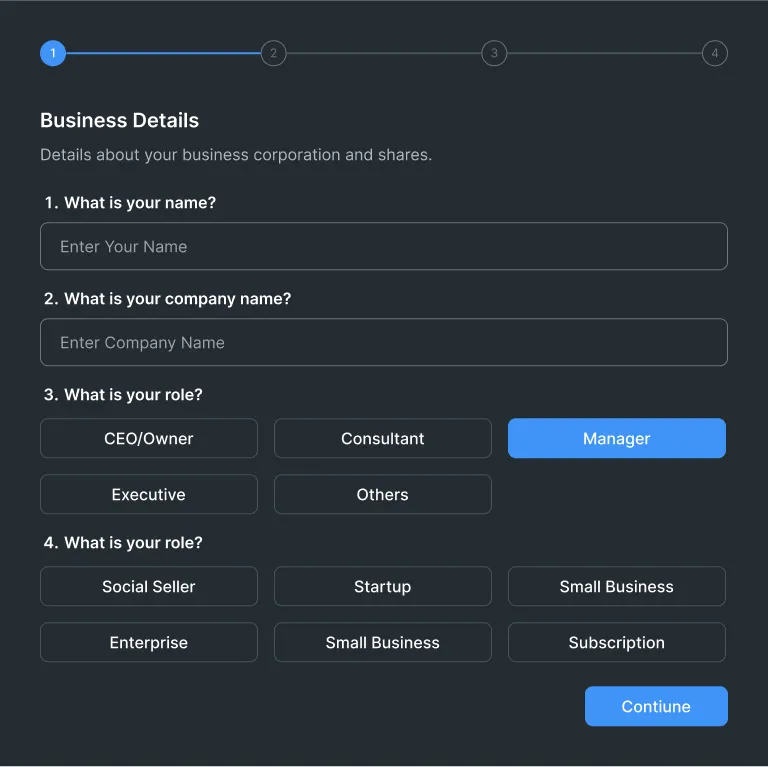 1 2 3 4
Business Details
Details about your business corporation and shares.
1. What is your name?
Enter Your Name
2. What is your company name?
Enter Company Name
3. What is your role?
CEO/Owner Consultant Manager
Executive Others
4. What is your role?
Social Seller Startup Small Business
Enterprise Small Business Subscription
Contiune